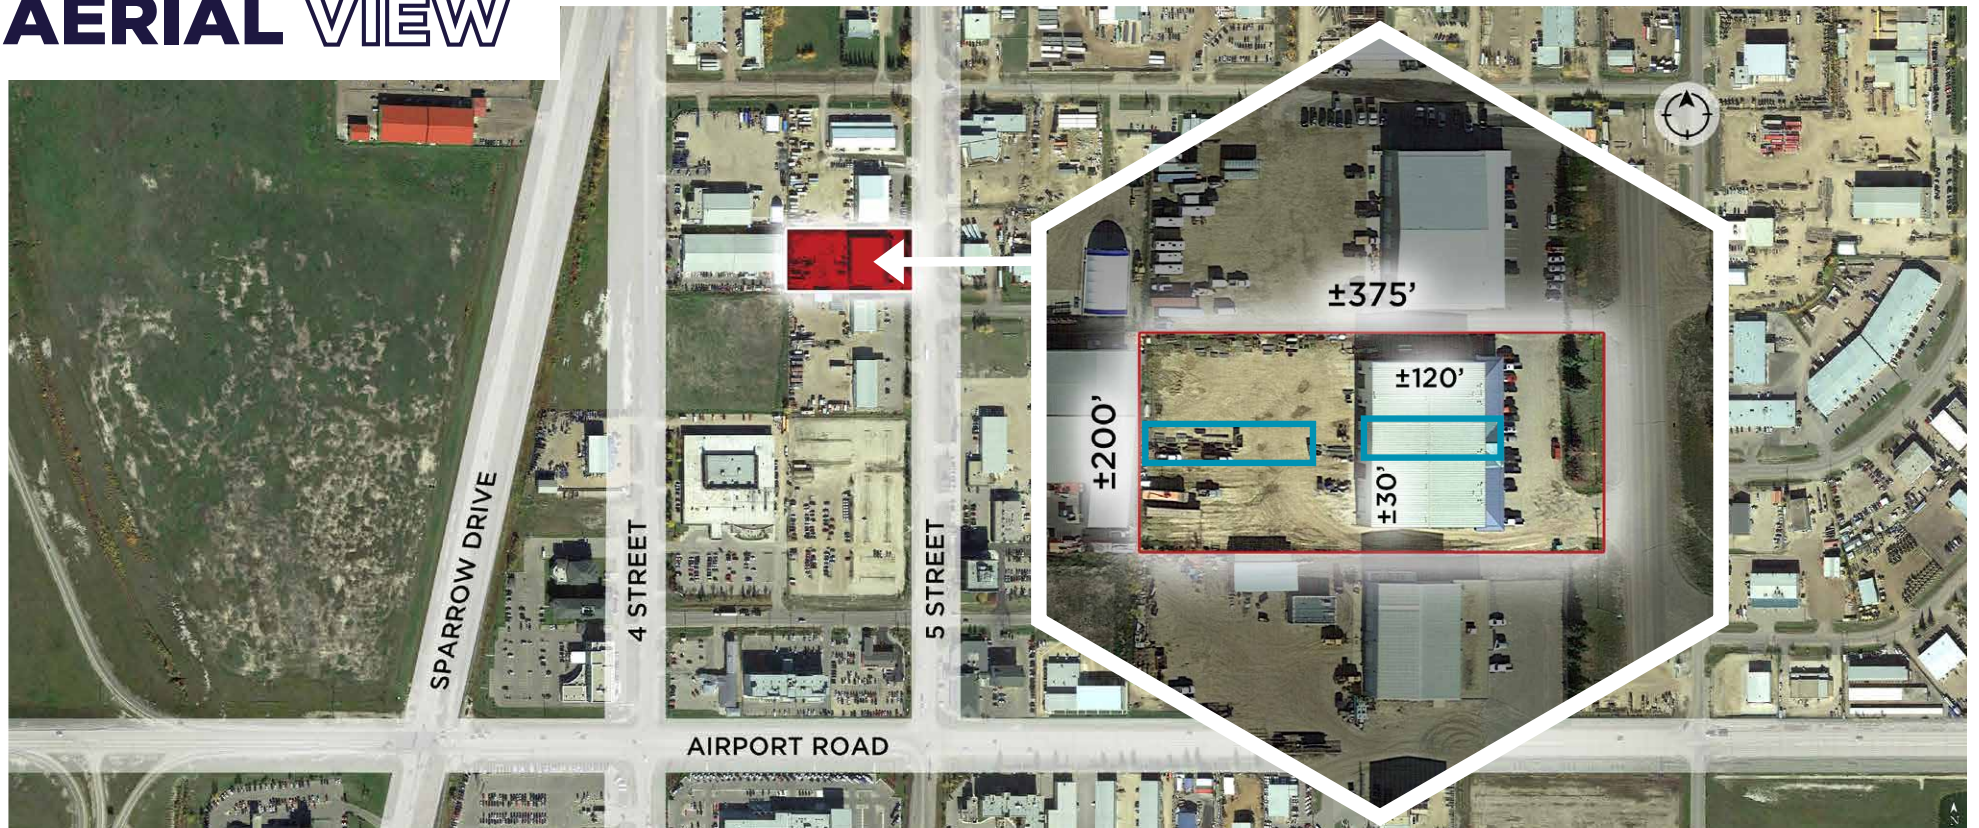 AERIAL VIEW
±375'
±120'
±200'
±30'
SPARROW DRIVE
4 STREET
5 STREET
AIRPORT ROAD
N